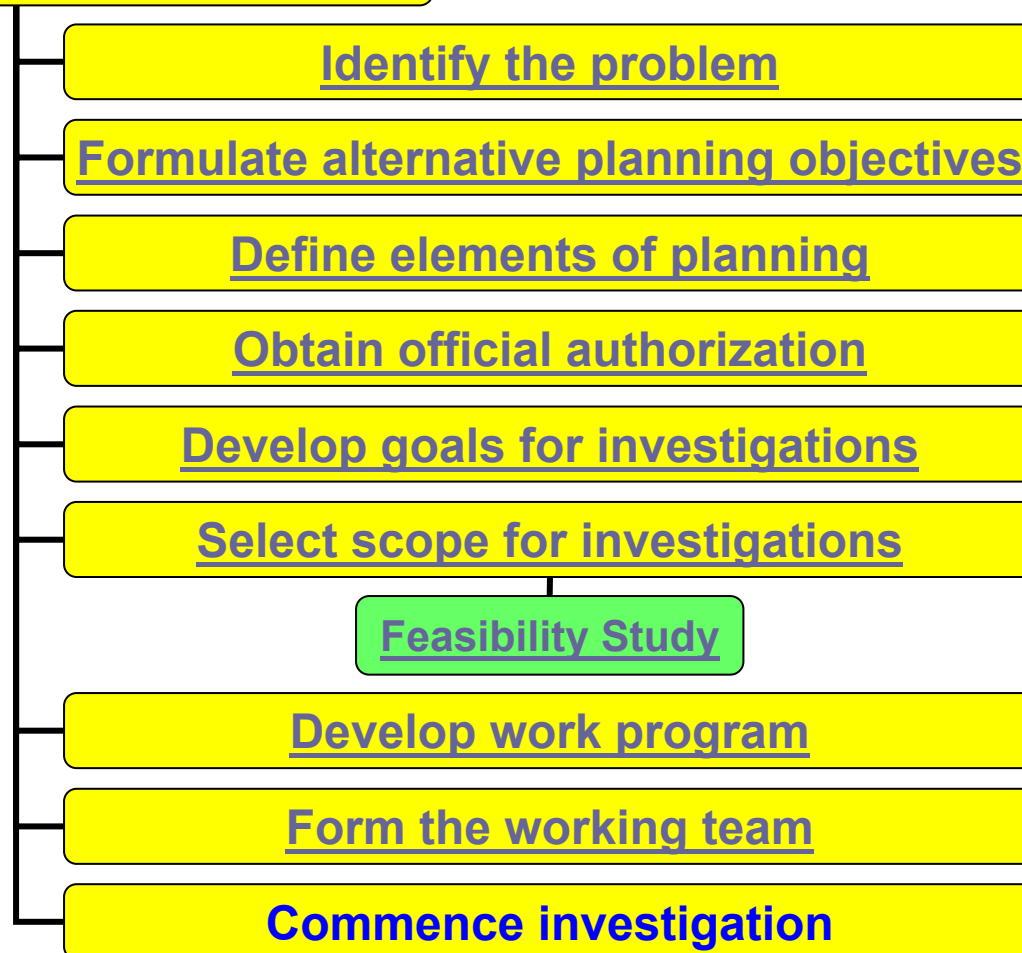 Identify the problem
Formulate alternative planning objectives
Define elements of planning
Obtain official authorization
Develop goals for investigations
Select scope for investigations
Feasibility Study
Develop work program
Form the working team
Commence investigation